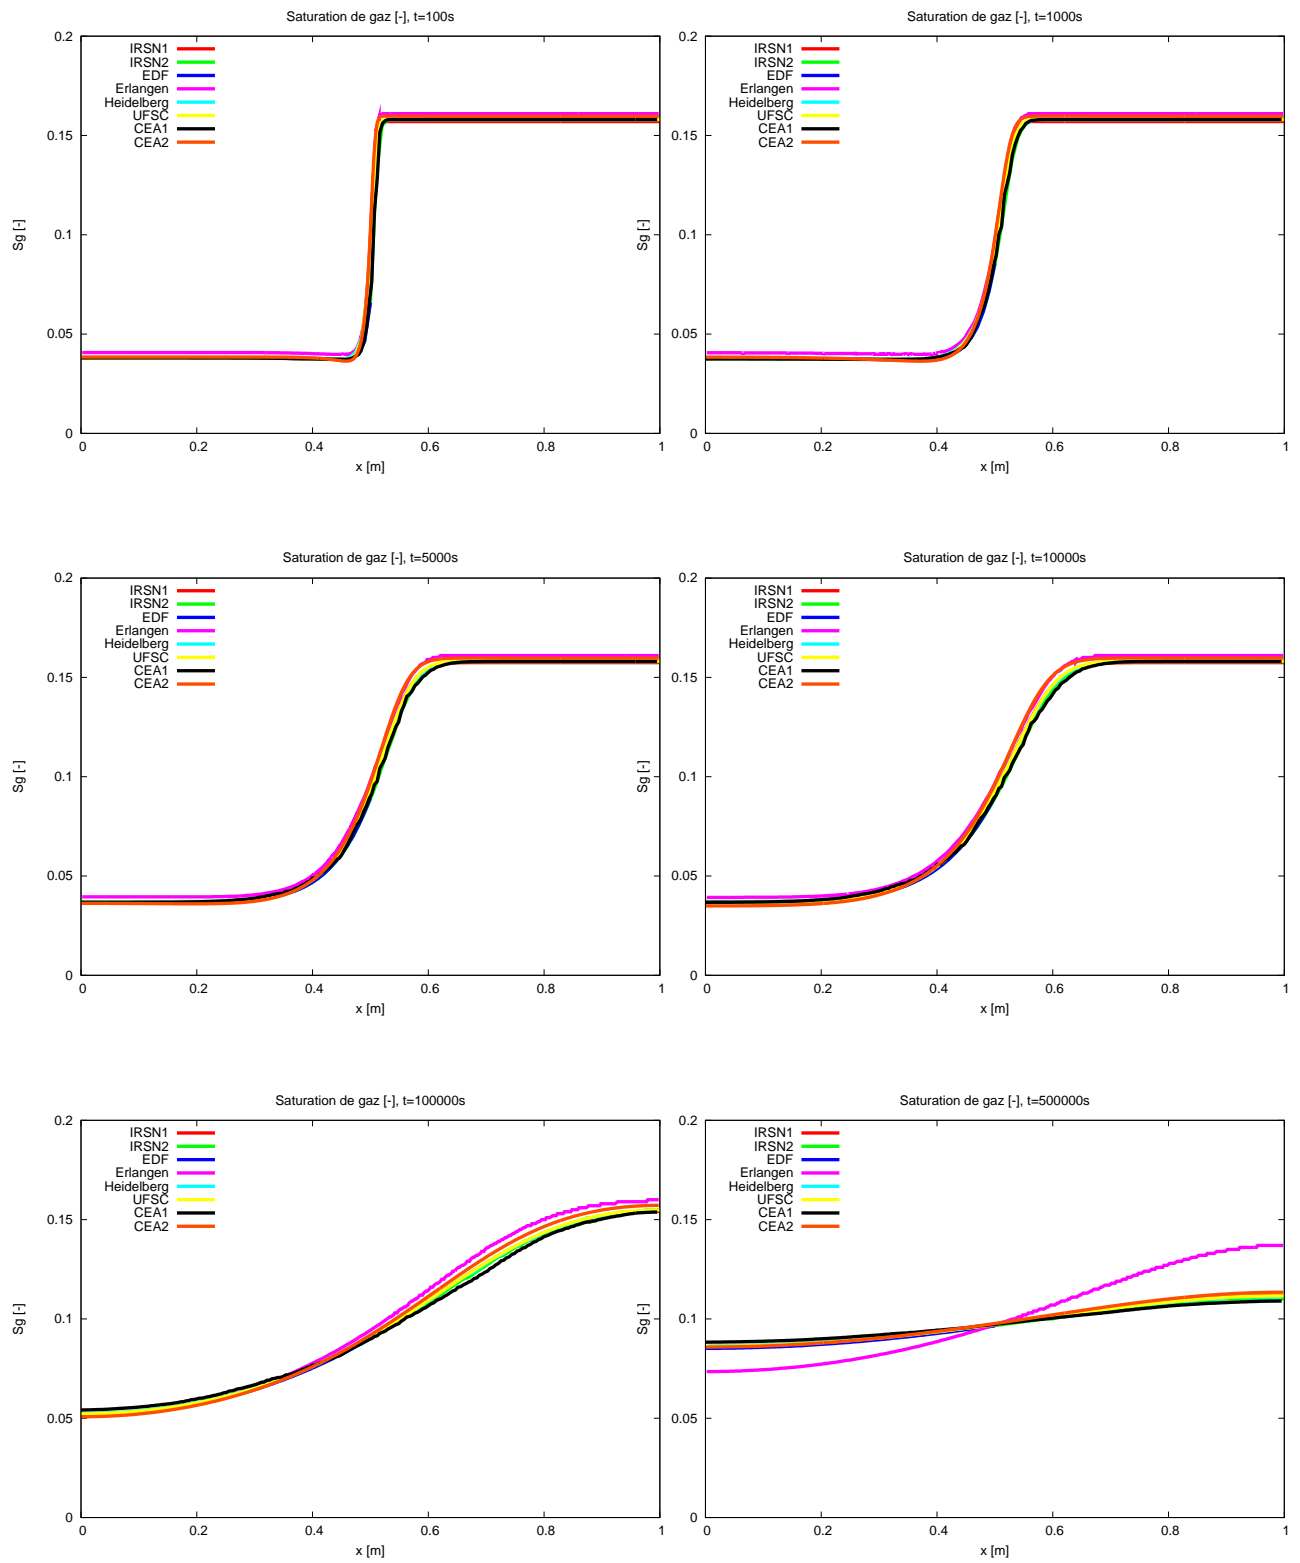 Saturation de gaz [-], t=100s
IRSN1
IRSN2
EDF
Erlangen
Heidelberg
UFSC
CEA1
CEA2
0.2
0.15
0.1
0.05
0
Sg [-]
0 0.2 0.4 0.6 0.8 1
x [m]
Saturation de gaz [-], t=1000s
IRSN1
IRSN2
EDF
Erlangen
Heidelberg
UFSC
CEA1
CEA2
0.2
0.15
0.1
0.05
0
Sg [-]
0 0.2 0.4 0.6 0.8 1
x [m]
Saturation de gaz [-], t=5000s
IRSN1
IRSN2
EDF
Erlangen
Heidelberg
UFSC
CEA1
CEA2
0.2
0.15
0.1
0.05
0
Sg [-]
0 0.2 0.4 0.6 0.8 1
x [m]
Saturation de gaz [-], t=10000s
IRSN1
IRSN2
EDF
Erlangen
Heidelberg
UFSC
CEA1
CEA2
0.2
0.15
0.1
0.05
0
Sg [-]
0 0.2 0.4 0.6 0.8 1
x [m]
Saturation de gaz [-], t=100000s
IRSN1
IRSN2
EDF
Erlangen
Heidelberg
UFSC
CEA1
CEA2
0.2
0.15
0.1
0.05
0
Sg [-]
0 0.2 0.4 0.6 0.8 1
x [m]
Saturation de gaz [-], t=500000s
IRSN1
IRSN2
EDF
Erlangen
Heidelberg
UFSC
CEA1
CEA2
0.2
0.15
0.1
0.05
0
Sg [-]
0 0.2 0.4 0.6 0.8 1
x [m]